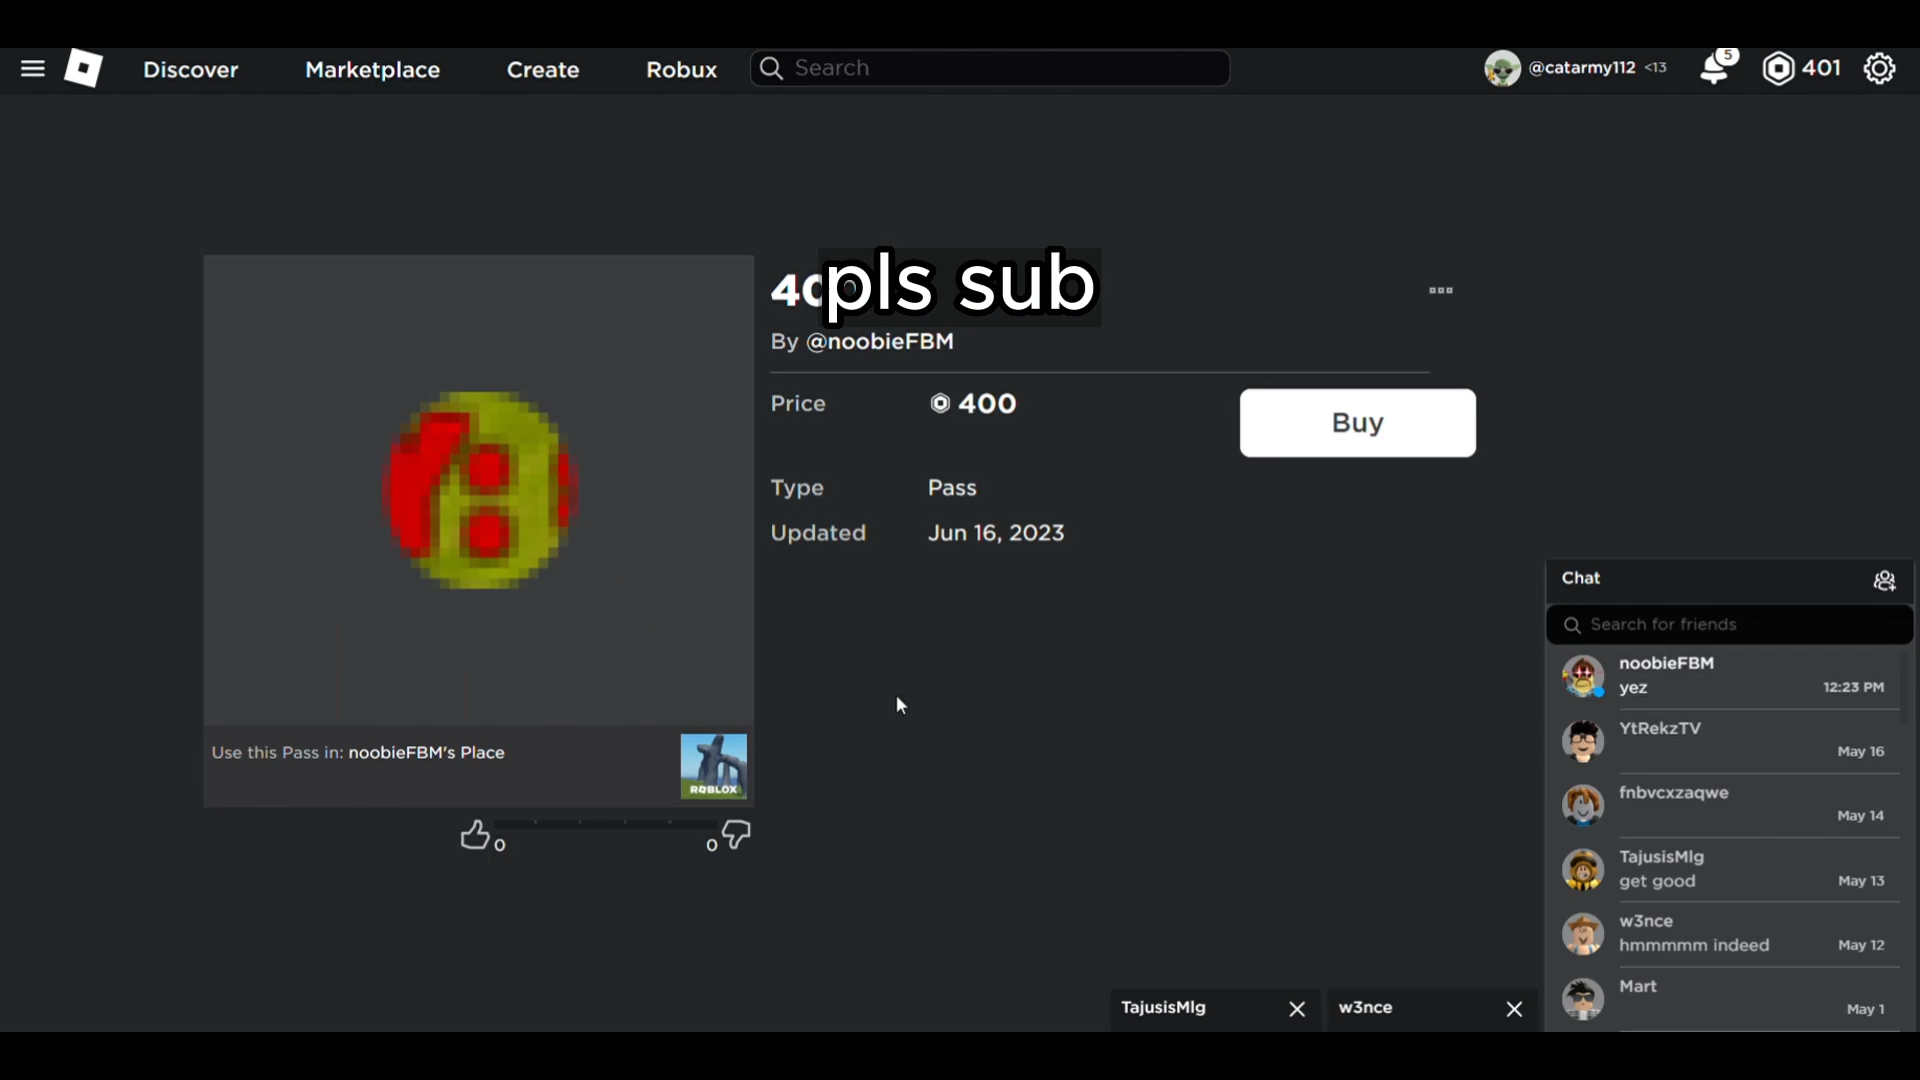 Discover
Marketplace
Create
Robux
Search
@catarmy112 <13
5
401
pls sub
By @noobieFBM
Price
400
Buy
Type
Pass
Updated
Jun 16, 2023
Use this Pass in: noobieFBM's Place
ROBLOX
0
0
Chat
Search for friends
noobieFBM
yez
12:23 PM
YtRekzTV
May 16
fnbvcxzaqwe
May 14
TajusisMlg
get good
May 13
w3nce
hmmmmm indeed
May 12
Mart
May 1
TajusisMlg
w3nce